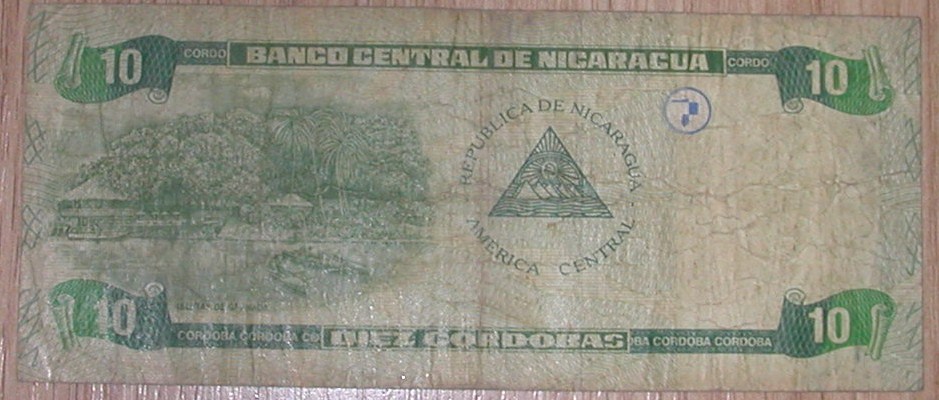 10 CORDO BANCO CENTRAL DE NICARAGUA CORDO 10
REPUBLICA DE NICARAGUA
AMERICA CENTRAL
10 CORDOBA CORDOBA CO DIEZ CORDOBAS BA CORDOBA CORDOBA 10